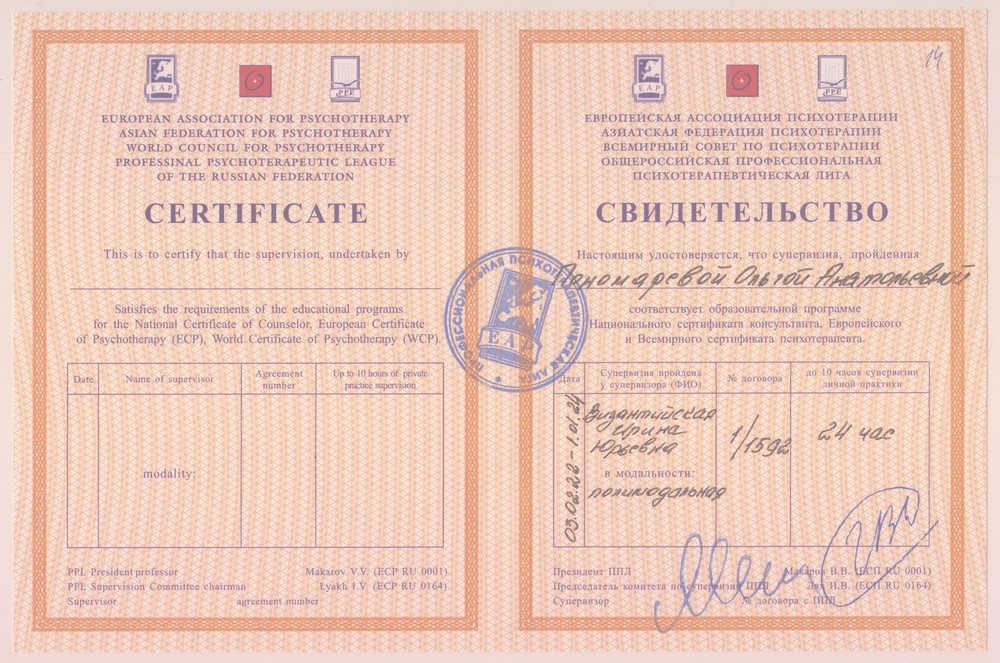 EAP
PPL
EUROPEAN ASSOCIATION FOR PSYCHOTHERAPY
ASIAN FEDERATION FOR PSYCHOTHERAPY
WORLD COUNCIL FOR PSYCHOTHERAPY
PROFESSINAL PSYCHOTERAPEUTIC LEAGUE
OF THE RUSSIAN FEDERATION
CERTIFICATE
This is to certify that the supervision, undertaken by
Satisfies the requirements of the educational programs
for the National Certificate of Counselor, European Certificate
of Psychotherapy (ECP), World Certificate of Psychotherapy (WCP).
Date
Name of supervisor
Agreement
number
Up to 10 hours of private
practice supervision
modality:
PPL President professor Makarov V.V. (ECP RU 0001)
PPL Supervision Committee chairman Lyakh I.V. (ECP RU 0164)
Supervisor agreement number
14
EAP
PPL
ЕВРОПЕЙСКАЯ АССОЦИАЦИЯ ПСИХОТЕРАПИИ
АЗИАТСКАЯ ФЕДЕРАЦИЯ ПСИХОТЕРАПИИ
ВСЕМИРНЫЙ СОВЕТ ПО ПСИХОТЕРАПИИ
ОБЩЕРОССИЙСКАЯ ПРОФЕССИОНАЛЬНАЯ
ПСИХОТЕРАПЕВТИЧЕСКАЯ ЛИГА
СВИДЕТЕЛЬСТВО
Настоящим удостоверяется, что супервизия, пройденная
Пономаревой Ольгой Анатольевной
соответствует образовательной программе
Национального сертификата консультанта, Европейского
и Всемирного сертификата психотерапевта.
Дата
Супервизия пройдена
у супервизора (ФИО)
№ договора
до 10 часов супервизии
личной практики
03.02.22 - 1.01.24
Византийская
Ирина
Юрьевна
1/1592
24 час
в модальности:
полимодальная
Президент ППЛ Макаров В.В. (ЕСП RU 0001)
Председатель комитета по супервизии ППЛ Лях И.В. (ЕСП RU 0164)
Супервизор № договора с ППЛ
ПРОФЕССИОНАЛЬНАЯ ПСИХОТЕРАПЕВТИЧЕСКАЯ ЛИГА
EAP